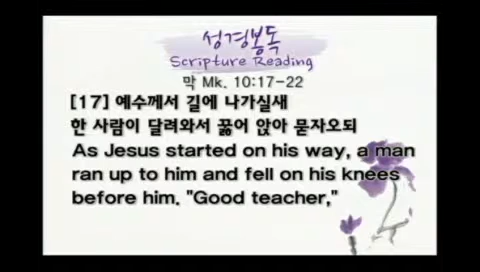 성경봉독
Scripture Reading
막 Mk. 10:17-22
[17] 예수께서 길에 나가실새
한 사람이 달려와서 꿇어 앉아 묻자오되
As Jesus started on his way, a man
ran up to him and fell on his knees
before him. "Good teacher,"